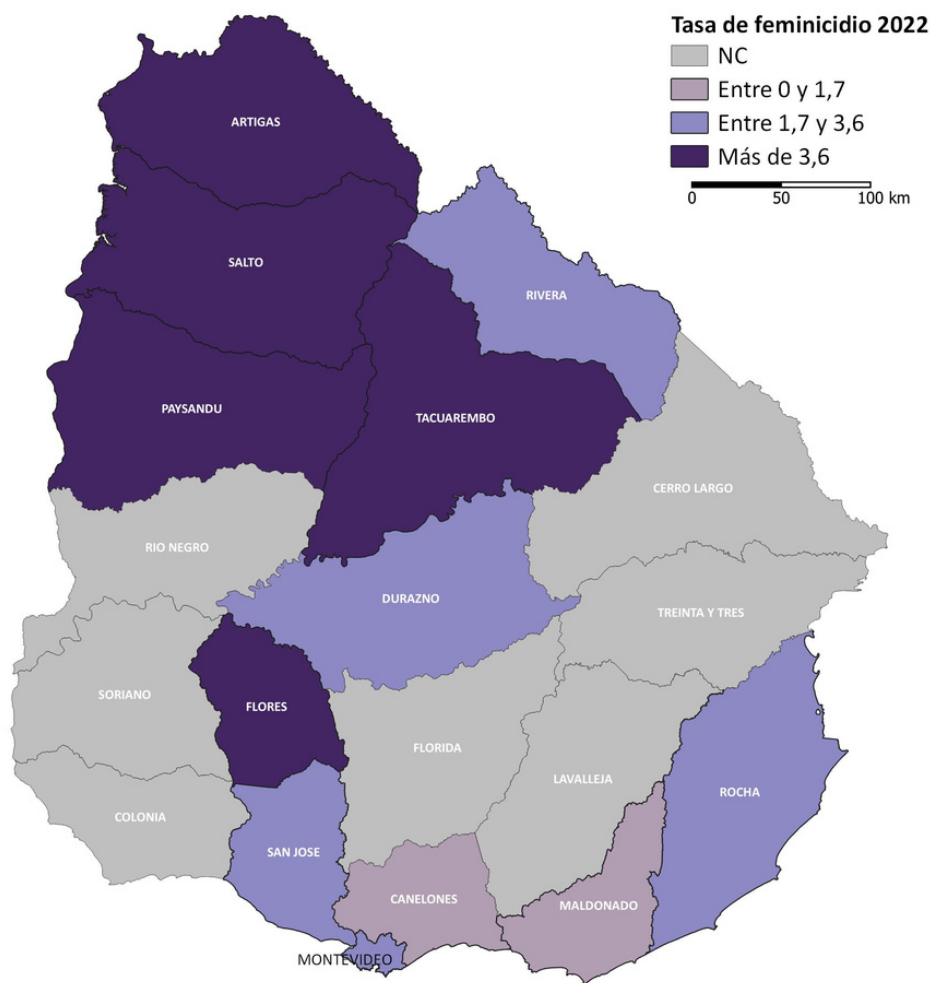 Tasa de feminicidio 2022
NC
Entre 0 y 1,7
Entre 1,7 y 3,6
Más de 3,6
0 50 100 km
ARTIGAS
SALTO
RIVERA
PAYSANDU
TACUAREMBO
CERRO LARGO
RIO NEGRO
DURAZNO
TREINTA Y TRES
SORIANO
FLORES
FLORIDA
LAVALLEJA
ROCHA
COLONIA
SAN JOSE
CANELONES
MALDONADO
MONTEVIDEO